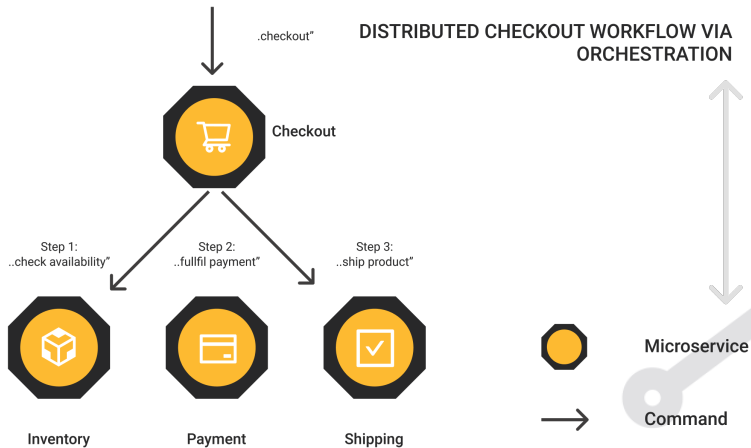 DISTRIBUTED CHECKOUT WORKFLOW VIA
ORCHESTRATION
.checkout”
Checkout
Step 1:
..check availability”
Step 2:
..fullfil payment”
Step 3:
..ship product”
Inventory
Payment
Shipping
Microservice
Command